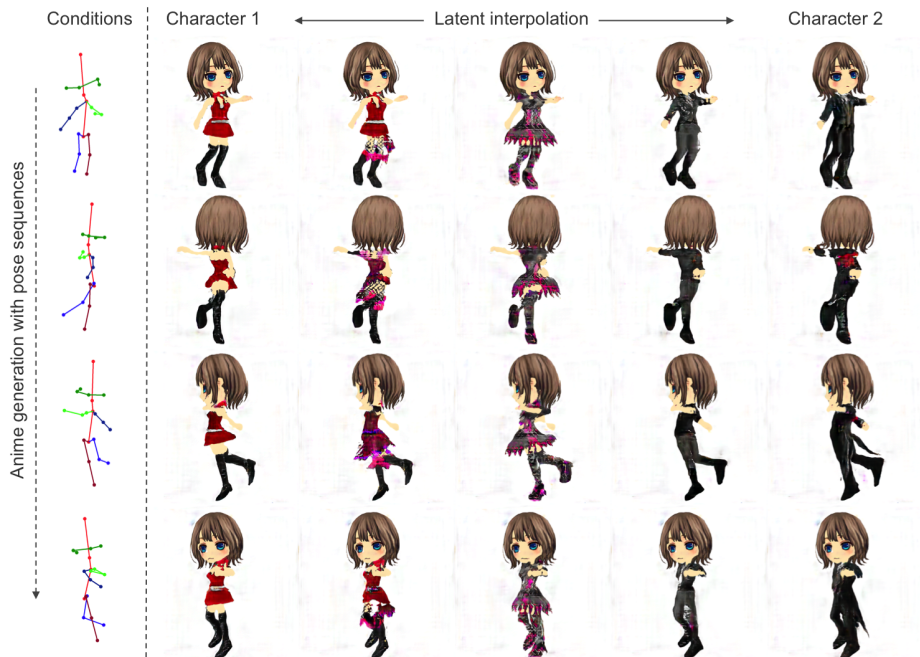 Conditions
Character 1
Latent interpolation
Character 2
Anime generation with pose sequences